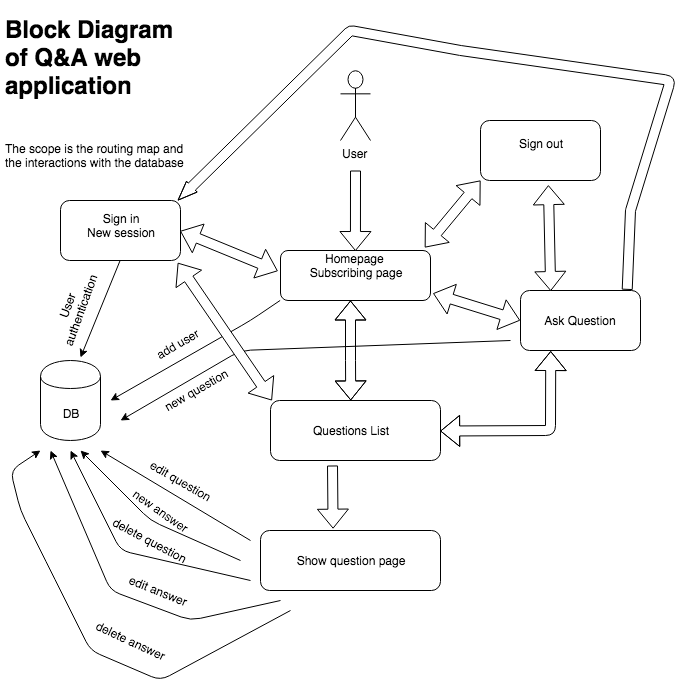 Block Diagram
of Q&A web
application
The scope is the routing map and
the interactions with the database
User
Sign out
Sign in
New session
Homepage
Subscribing page
Ask Question
User
authentication
add user
new question
DB
Questions List
edit question
new answer
delete question
Show question page
edit answer
delete answer